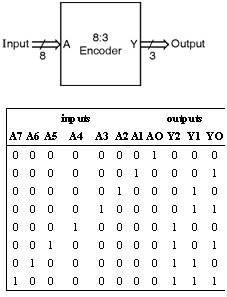 8:3
Input A Y Output
8 Encoder 3
inputs outputs
A7 A6 A5 A4 A3 A2 A1 AO Y2 Y1 YO
0 0 0 0 0 0 0 1 0 0 0
0 0 0 0 0 0 1 0 0 0 1
0 0 0 0 0 1 0 0 0 1 0
0 0 0 0 1 0 0 0 0 1 1
0 0 0 1 0 0 0 0 1 0 0
0 0 1 0 0 0 0 0 1 0 1
0 1 0 0 0 0 0 0 1 1 0
1 0 0 0 0 0 0 0 1 1 1